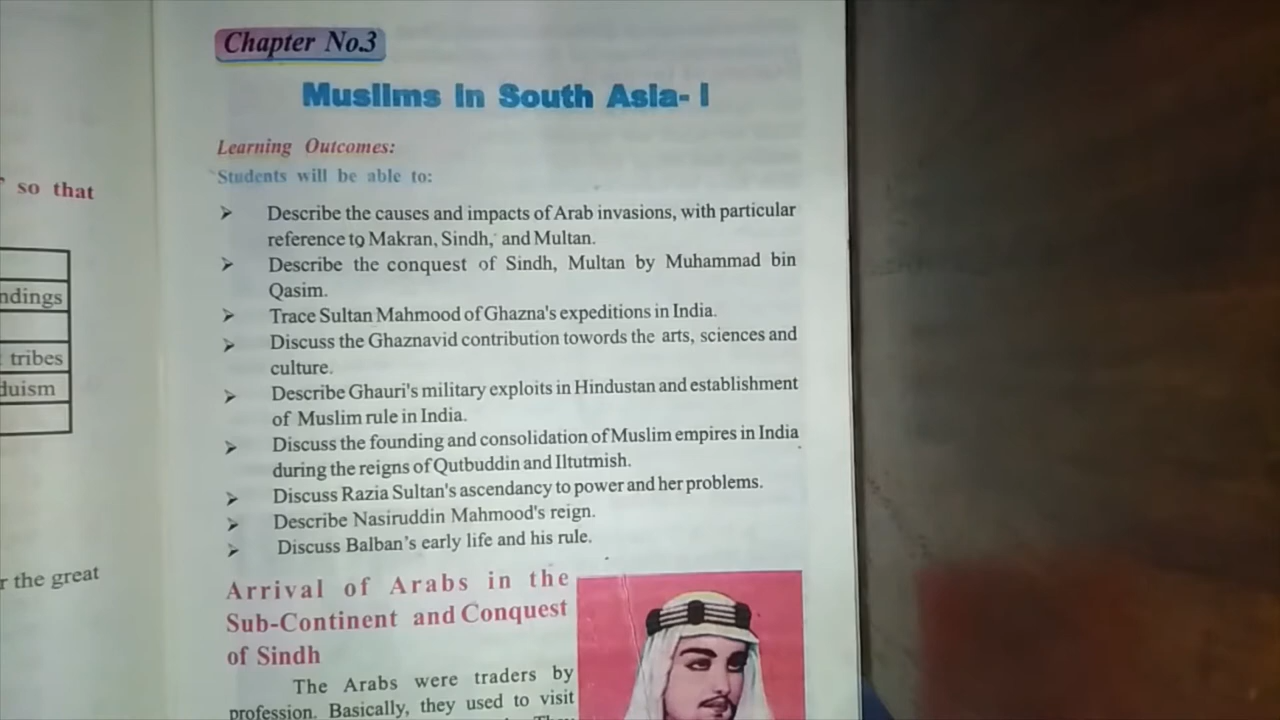 so that
ndings
tribes
duism
r the great
Chapter No.3
Muslims in South Asia- I
Learning Outcomes:
Students will be able to:
➢ Describe the causes and impacts of Arab invasions, with particular
reference to Makran, Sindh, and Multan.
➢ Describe the conquest of Sindh, Multan by Muhammad bin
Qasim.
➢ Trace Sultan Mahmood of Ghazna's expeditions in India.
➢ Discuss the Ghaznavid contribution towards the arts, sciences and
culture.
➢ Describe Ghauri's military exploits in Hindustan and establishment
of Muslim rule in India.
➢ Discuss the founding and consolidation of Muslim empires in India
during the reigns of Qutbuddin and Iltutmish.
➢ Discuss Razia Sultan's ascendancy to power and her problems.
➢ Describe Nasiruddin Mahmood's reign.
➢ Discuss Balban's early life and his rule.
Arrival of Arabs in the
Sub-Continent and Conquest
of Sindh
The Arabs were traders by
profession. Basically, they used to visit